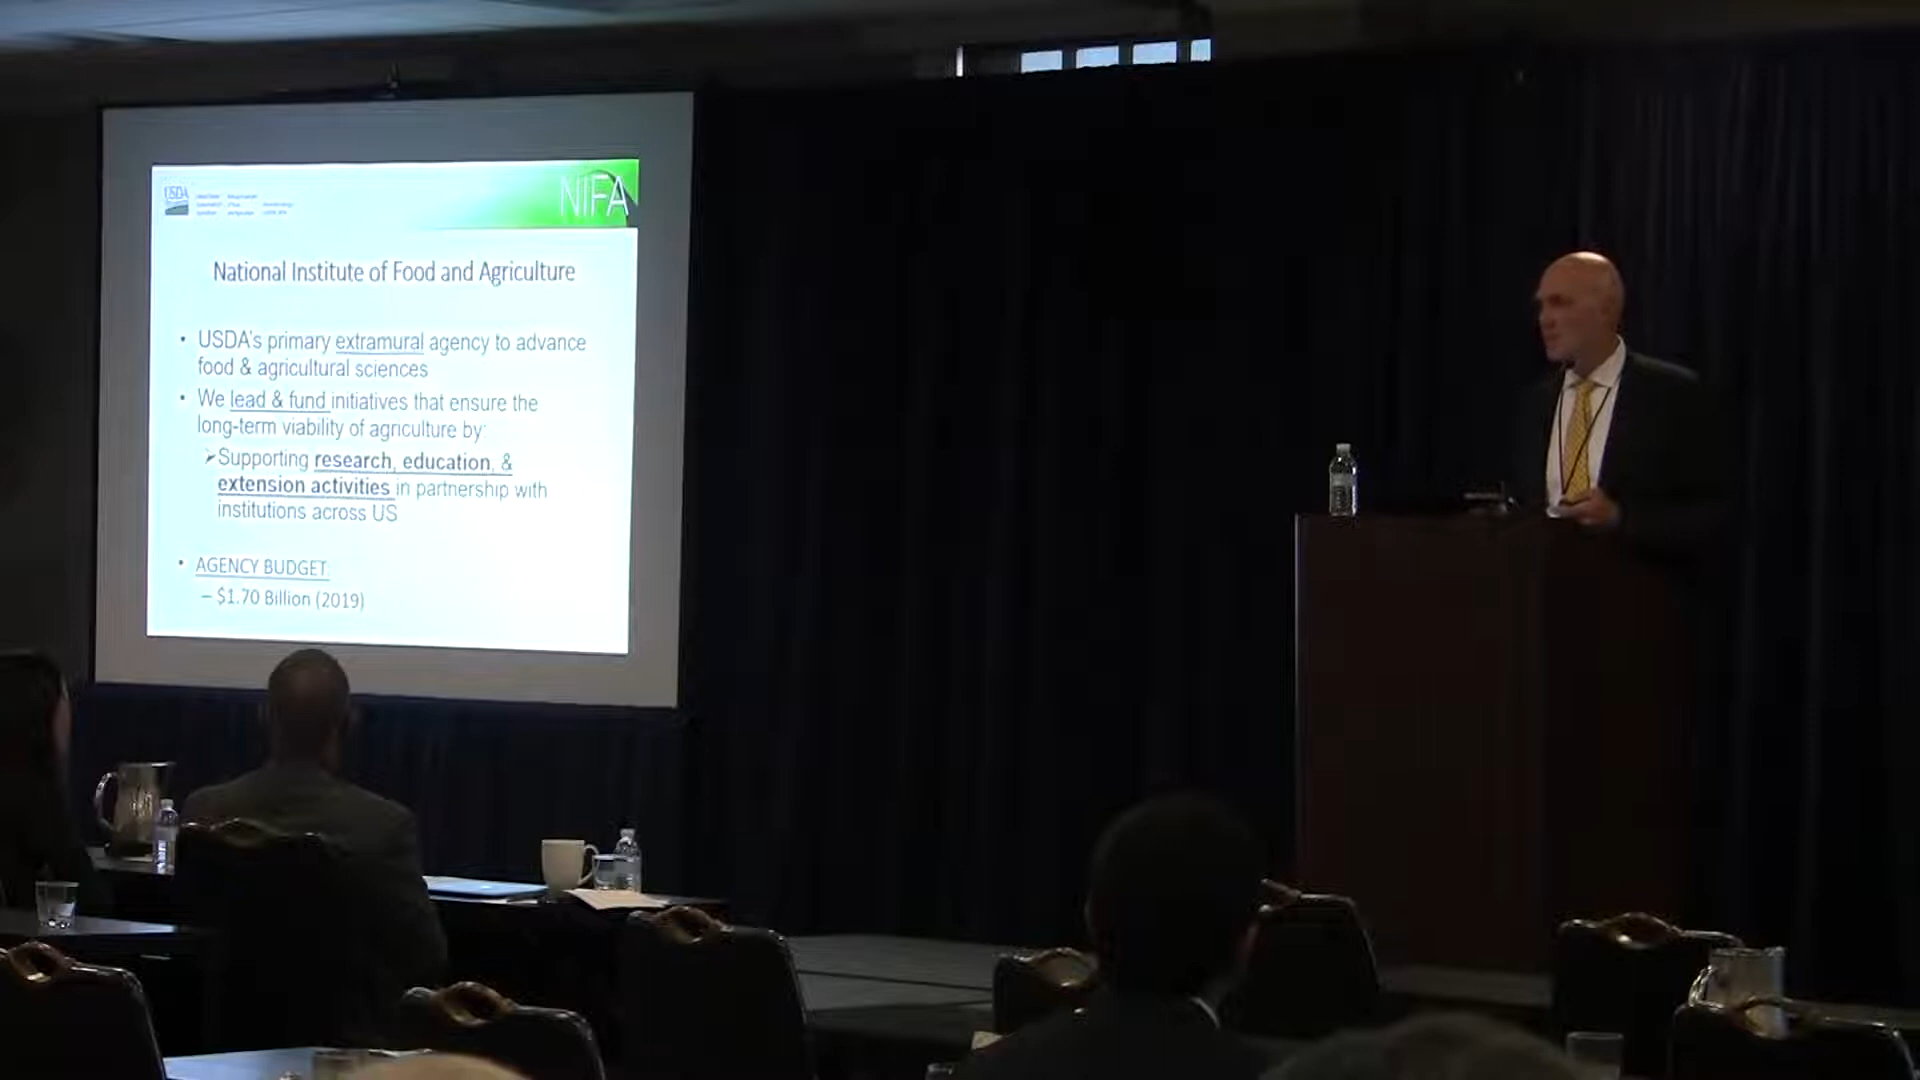 USDA
NIFA
National Institute of Food and Agriculture
• USDA's primary extramural agency to advance
food & agricultural sciences
• We lead & fund initiatives that ensure the
long-term viability of agriculture by:
➢Supporting research, education, &
extension activities in partnership with
institutions across US
• AGENCY BUDGET:
– $1.70 Billion (2019)